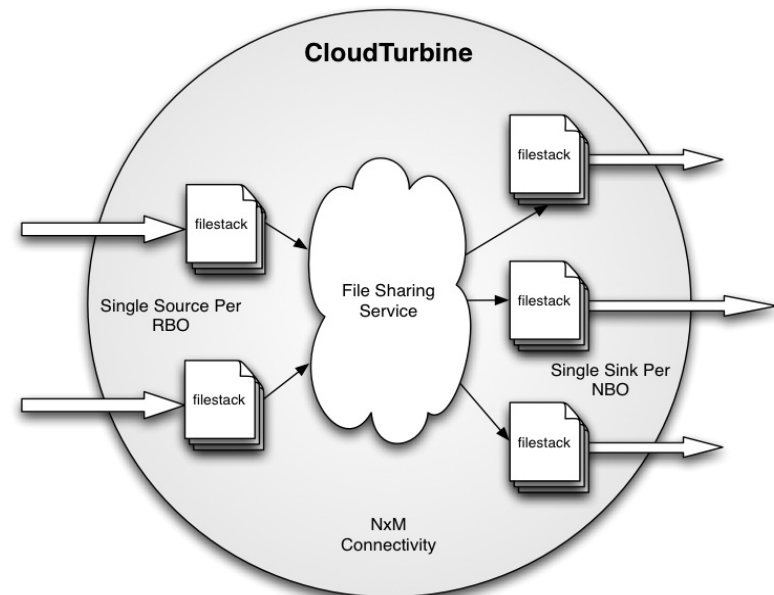 CloudTurbine
filestack
filestack
File Sharing
Service
Single Source Per
RBO
filestack
Single Sink Per
NBO
filestack
filestack
NxM
Connectivity